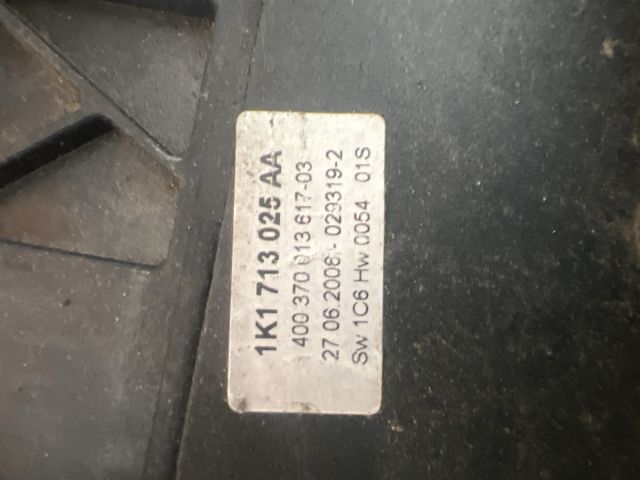 1K1 713 025 AA
400 370 013 617-03
27 06.2006 - 029319-2
SW 1C6 HW 0054 01S